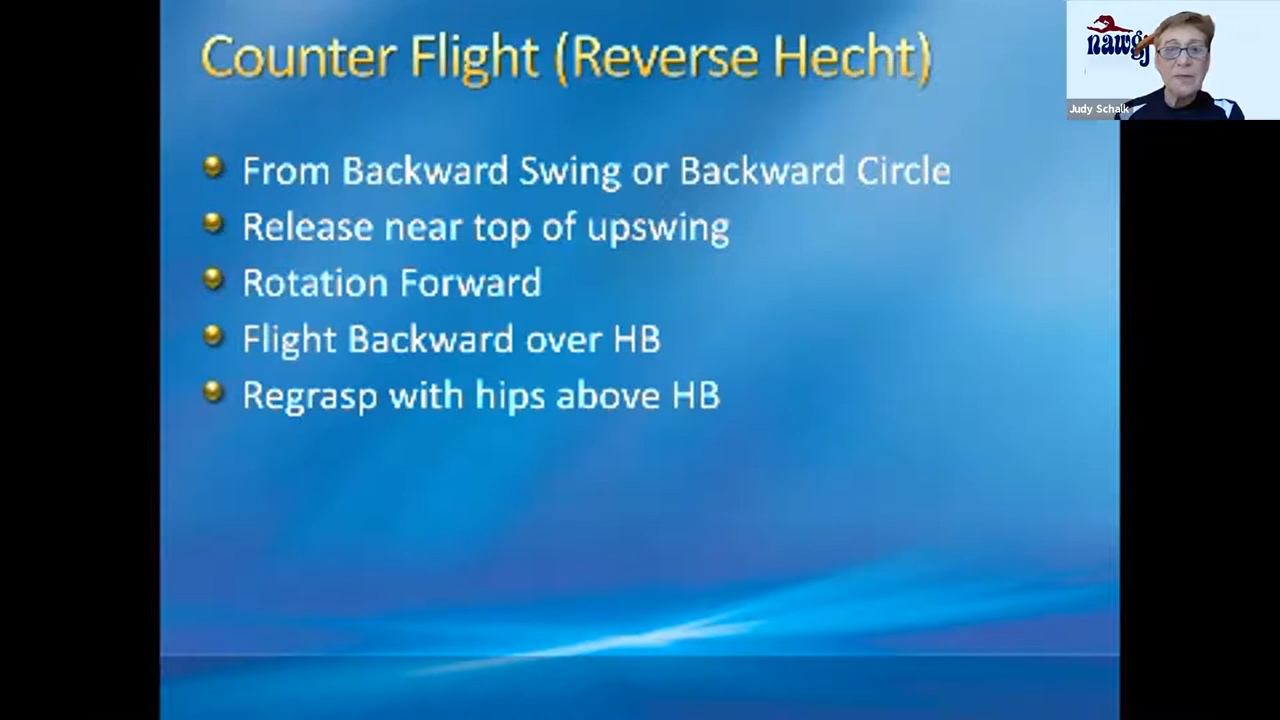 Counter Flight (Reverse Hecht)
From Backward Swing or Backward Circle
Release near top of upswing
Rotation Forward
Flight Backward over HB
Regrasp with hips above HB
Judy Schalk